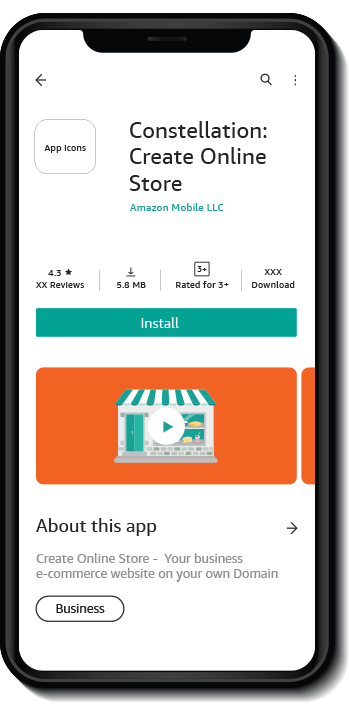 App Icons
Constellation:
Create Online
Store
Amazon Mobile LLC
4.3 ★
XX Reviews
5.8 MB
3+
Rated for 3+
XXX
Download
Install
About this app
Create Online Store - Your business
e-commerce website on your own Domain
Business